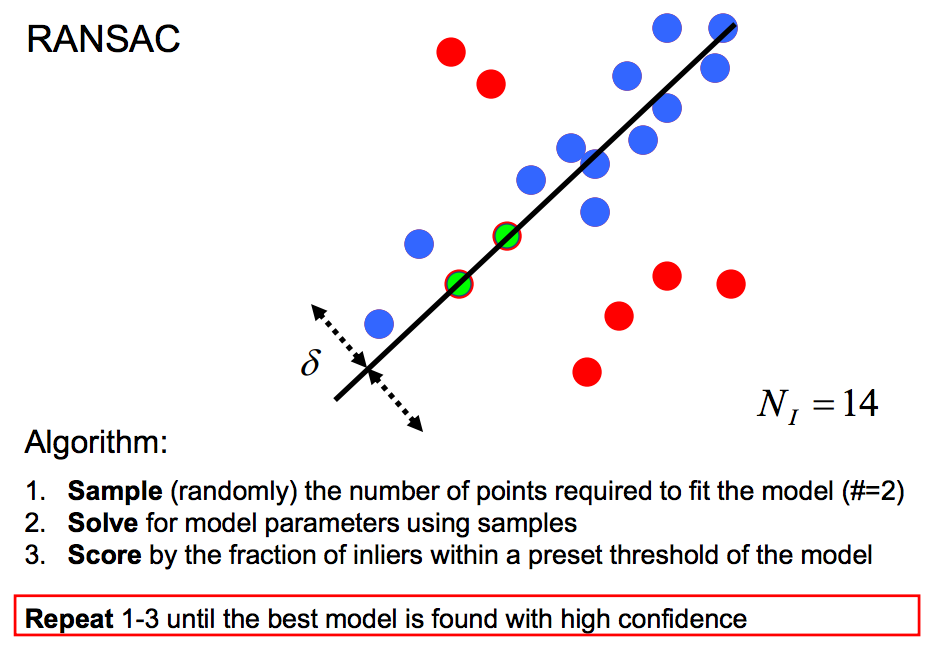 RANSAC
δ
N_I = 14
Algorithm:
1. Sample (randomly) the number of points required to fit the model (#=2)
2. Solve for model parameters using samples
3. Score by the fraction of inliers within a preset threshold of the model
Repeat 1-3 until the best model is found with high confidence